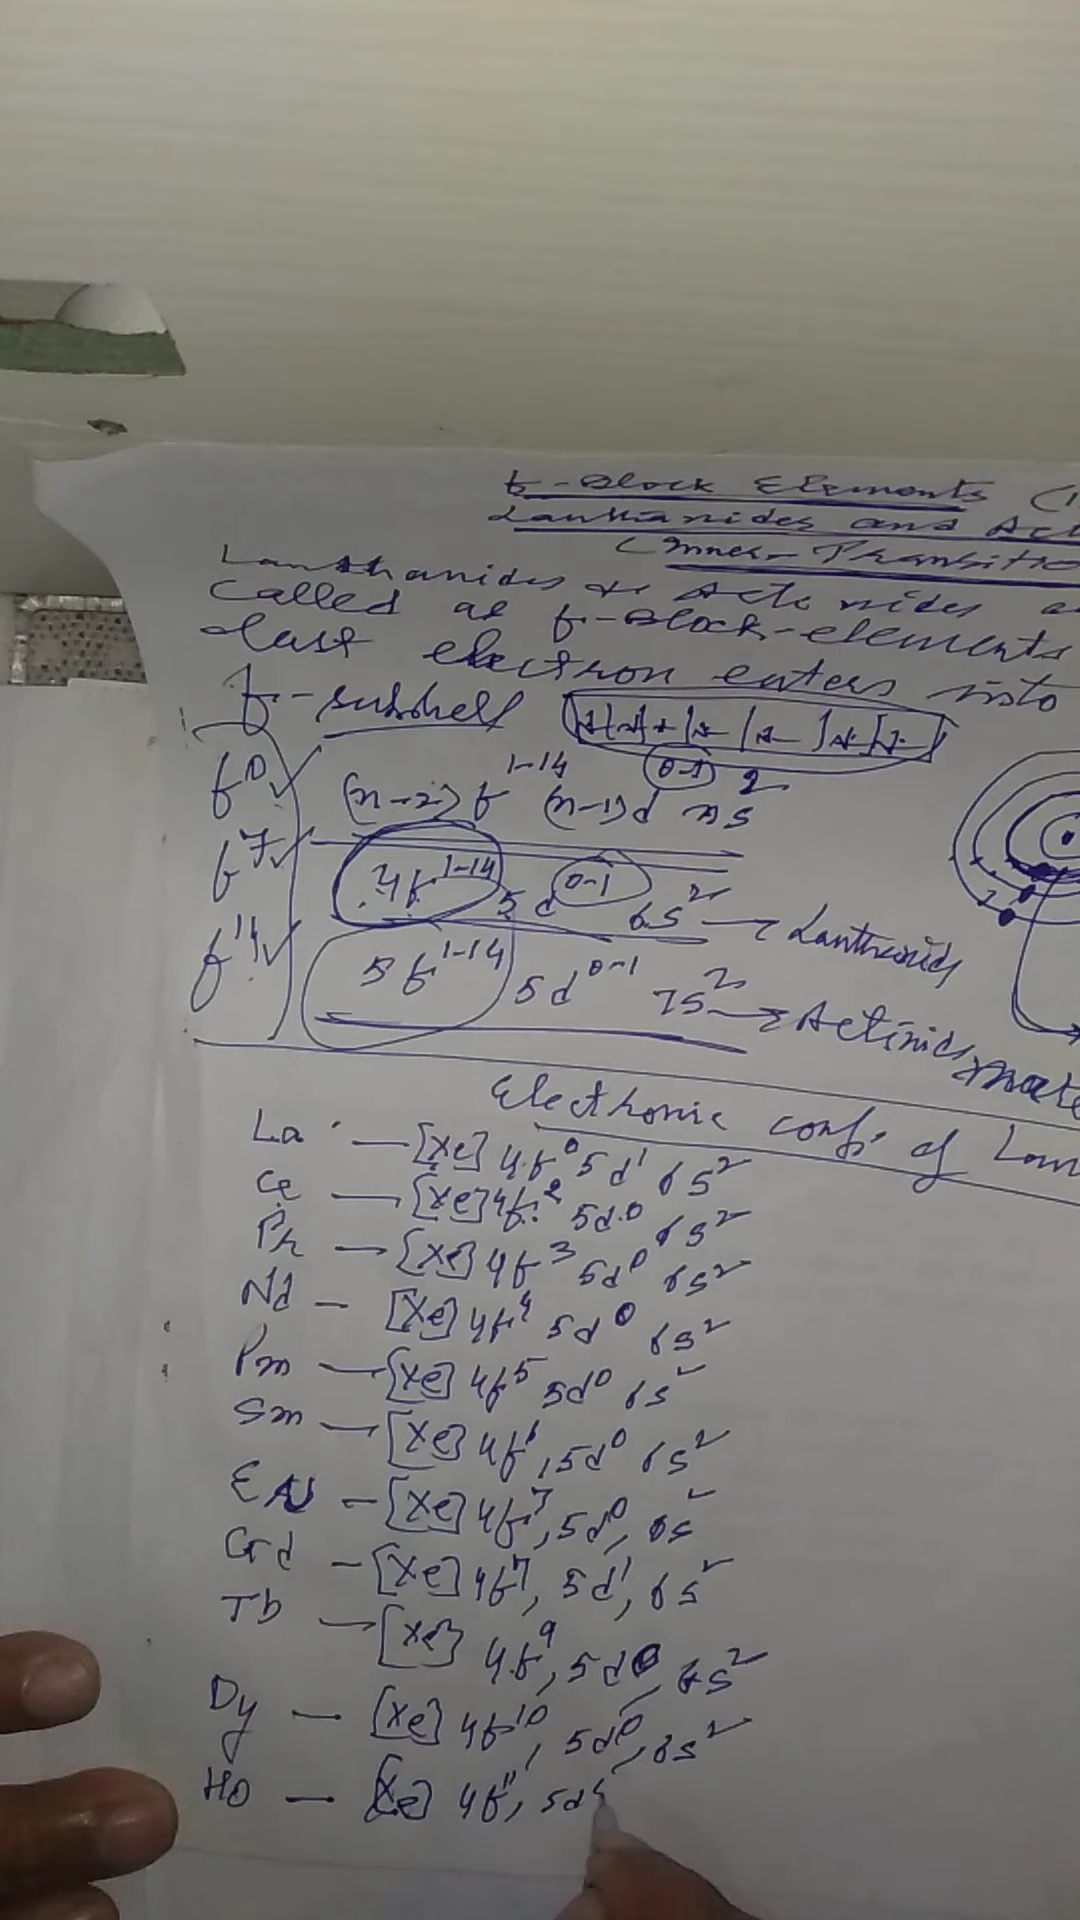 f-Block Elements (
Lanthanides and Act
(Inner-Transitio
Lanthanides & Actinides a
Called as f-Block-elements
last electron enters into
f-subshell
f⁰ (n-2)f¹⁻¹⁴ (n-1)d⁰⁻¹ ns²
f⁷ 4f¹⁻¹⁴ 5d⁰⁻¹ 6s² → Lanthanids
f¹⁴ 5f¹⁻¹⁴ 5d⁰⁻¹ 7s² → Actinids
Electronic conf. of Lan
La — [Xe] 4f⁰ 5d¹ 6s²
Ce — [Xe] 4f² 5d⁰ 6s²
Pr — [Xe] 4f³ 5d⁰ 6s²
Nd — [Xe] 4f⁴ 5d⁰ 6s²
Pm — [Xe] 4f⁵ 5d⁰ 6s²
Sm — [Xe] 4f⁶, 5d⁰ 6s²
Eu — [Xe] 4f⁷, 5d⁰, 6s²
Gd — [Xe] 4f⁷, 5d¹, 6s²
Tb — [Xe] 4f⁹, 5d⁰, 6s²
Dy — [Xe] 4f¹⁰, 5d⁰, 6s²
Ho — [Xe] 4f¹¹, 5d